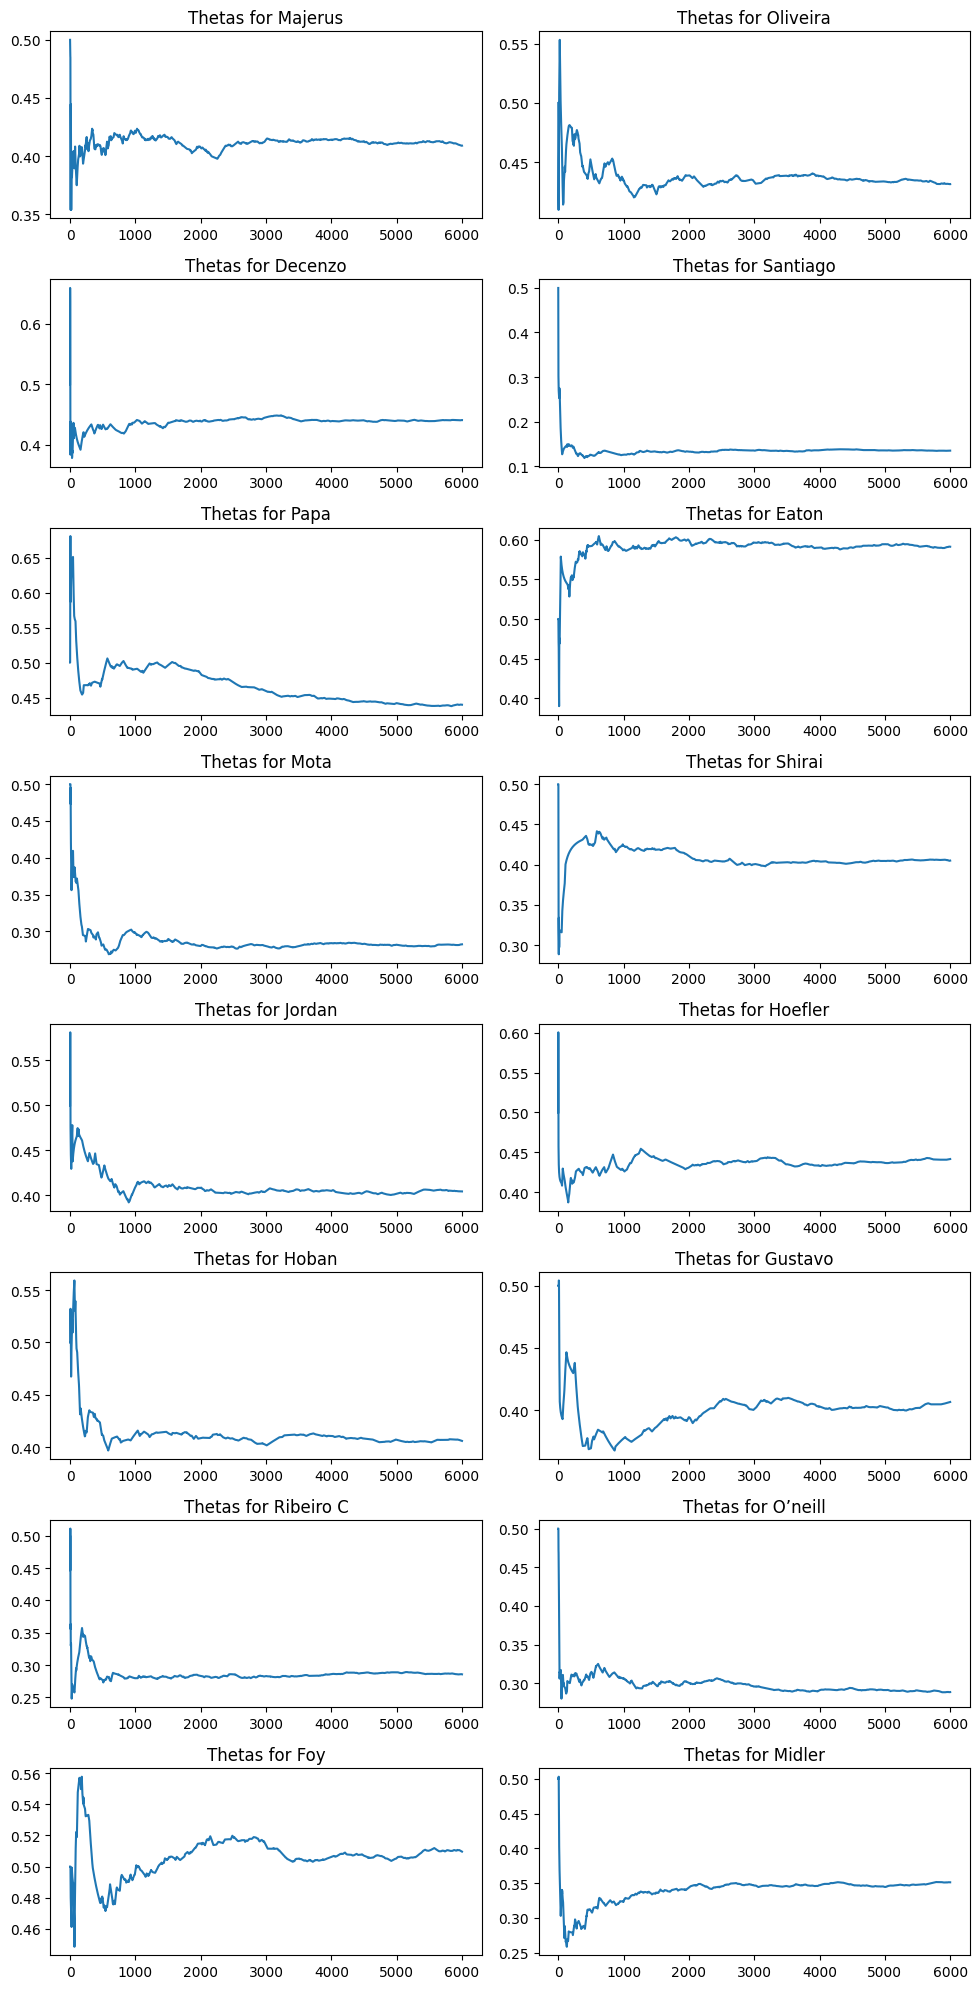 Thetas for Majerus
0.50
0.45
0.40
0.35
0 1000 2000 3000 4000 5000 6000
Thetas for Oliveira
0.55
0.50
0.45
0 1000 2000 3000 4000 5000 6000
Thetas for Decenzo
0.6
0.5
0.4
0 1000 2000 3000 4000 5000 6000
Thetas for Santiago
0.5
0.4
0.3
0.2
0.1
0 1000 2000 3000 4000 5000 6000
Thetas for Papa
0.65
0.60
0.55
0.50
0.45
0 1000 2000 3000 4000 5000 6000
Thetas for Eaton
0.60
0.55
0.50
0.45
0.40
0 1000 2000 3000 4000 5000 6000
Thetas for Mota
0.50
0.45
0.40
0.35
0.30
0 1000 2000 3000 4000 5000 6000
Thetas for Shirai
0.50
0.45
0.40
0.35
0.30
0 1000 2000 3000 4000 5000 6000
Thetas for Jordan
0.55
0.50
0.45
0.40
0 1000 2000 3000 4000 5000 6000
Thetas for Hoefler
0.60
0.55
0.50
0.45
0.40
0 1000 2000 3000 4000 5000 6000
Thetas for Hoban
0.55
0.50
0.45
0.40
0 1000 2000 3000 4000 5000 6000
Thetas for Gustavo
0.50
0.45
0.40
0 1000 2000 3000 4000 5000 6000
Thetas for Ribeiro C
0.50
0.45
0.40
0.35
0.30
0.25
0 1000 2000 3000 4000 5000 6000
Thetas for O’neill
0.50
0.45
0.40
0.35
0.30
0 1000 2000 3000 4000 5000 6000
Thetas for Foy
0.56
0.54
0.52
0.50
0.48
0.46
0 1000 2000 3000 4000 5000 6000
Thetas for Midler
0.50
0.45
0.40
0.35
0.30
0.25
0 1000 2000 3000 4000 5000 6000